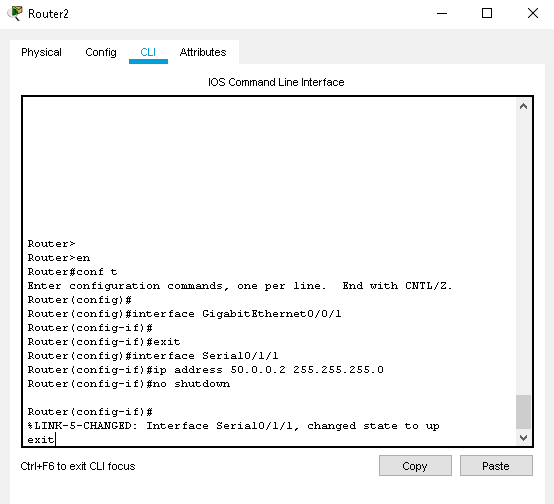 Router2
Physical Config CLI Attributes
IOS Command Line Interface
Router>
Router>en
Router#conf t
Enter configuration commands, one per line.  End with CNTL/Z.
Router(config)#
Router(config)#interface GigabitEthernet0/0/1
Router(config-if)#
Router(config-if)#exit
Router(config)#interface Serial0/1/1
Router(config-if)#ip address 50.0.0.2 255.255.255.0
Router(config-if)#no shutdown
Router(config-if)#
%LINK-5-CHANGED: Interface Serial0/1/1, changed state to up
exit
Ctrl+F6 to exit CLI focus Copy Paste